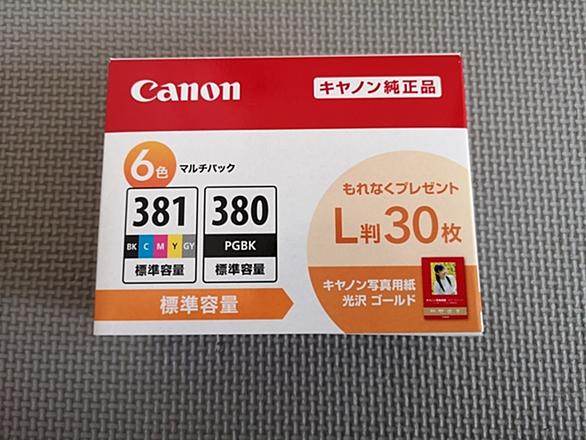 Canon
キヤノン純正品
6色 マルチパック
381
BK C M Y GY
標準容量
380
PGBK
標準容量
標準容量
もれなくプレゼント
L判30枚
キヤノン写真用紙
光沢 ゴールド